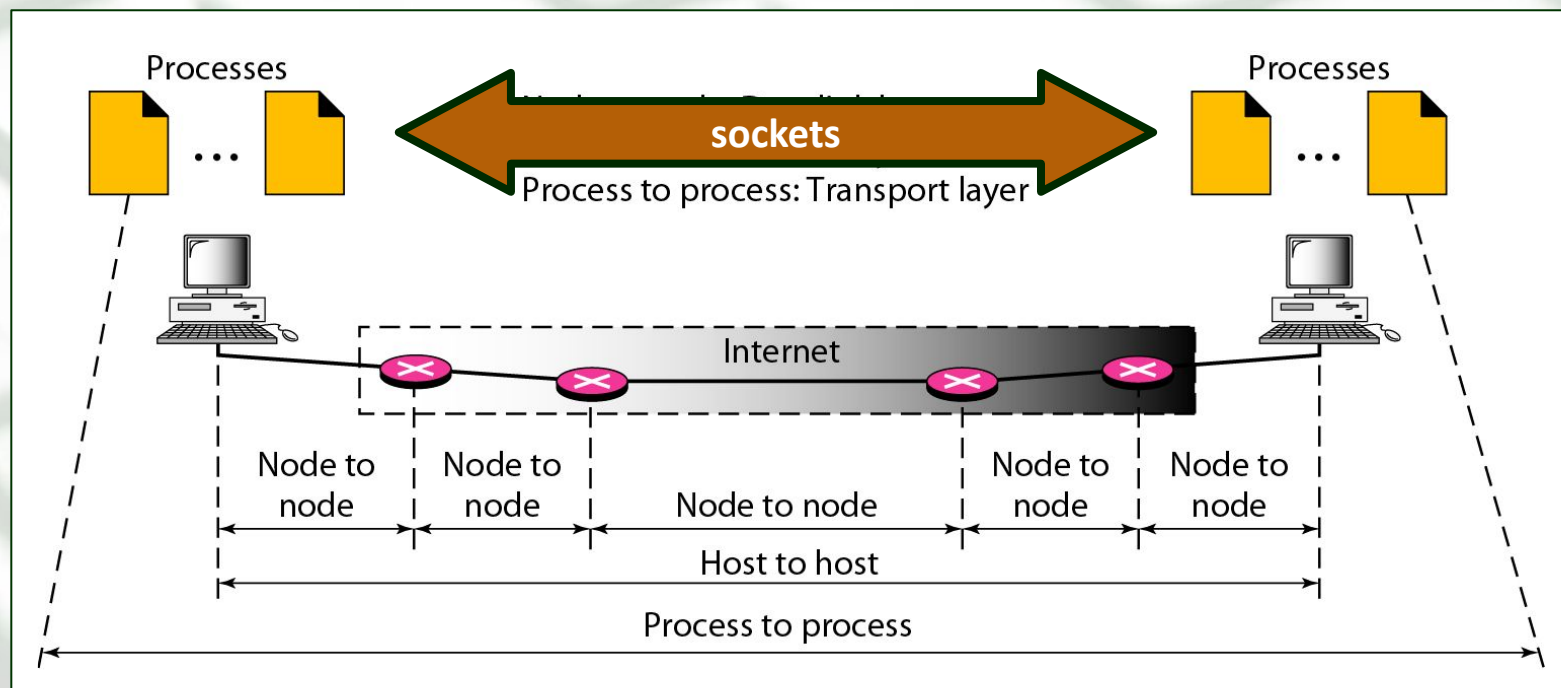 Processes
Processes
sockets
Process to process: Transport layer
Internet
Node to
node
Node to
node
Node to node
Node to
node
Node to
node
Host to host
Process to process